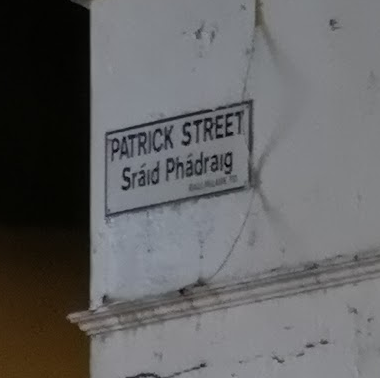 PATRICK STREET
Sráid Phádraig